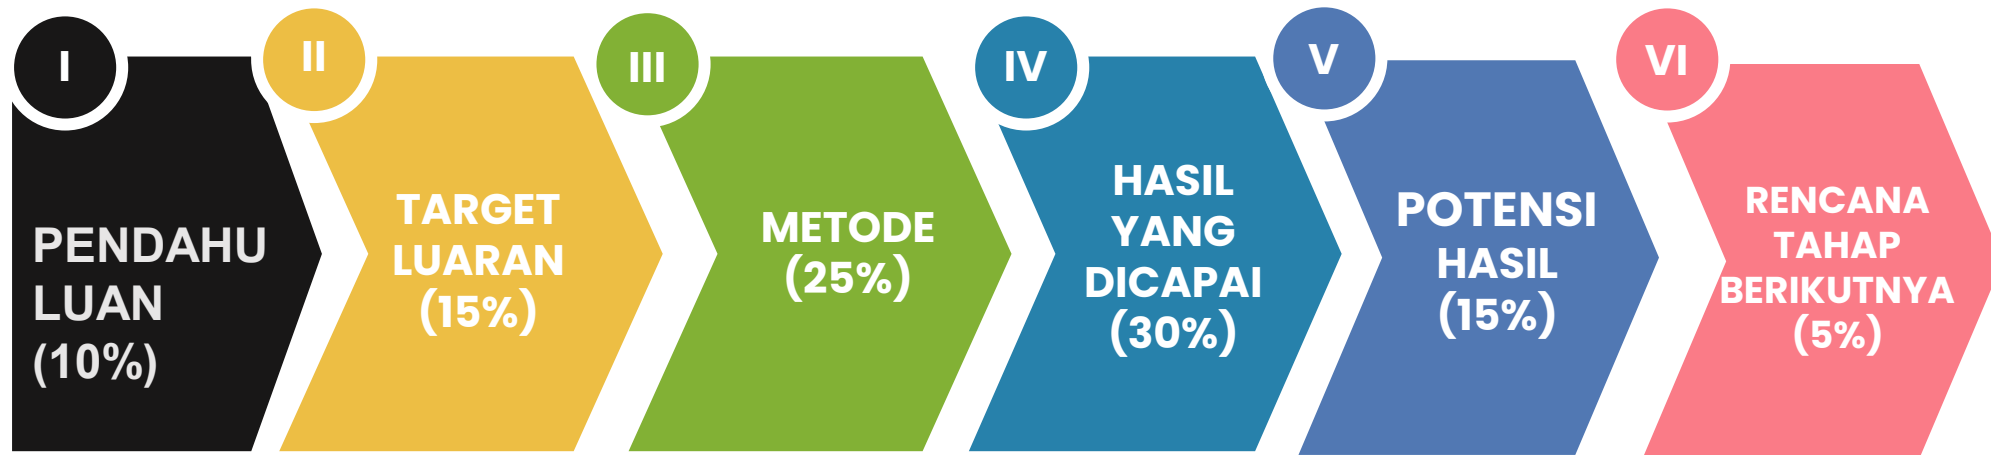 I
PENDAHU
LUAN
(10%)
II
TARGET
LUARAN
(15%)
III
METODE
(25%)
IV
HASIL
YANG
DICAPAI
(30%)
V
POTENSI
HASIL
(15%)
VI
RENCANA
TAHAP
BERIKUTNYA
(5%)